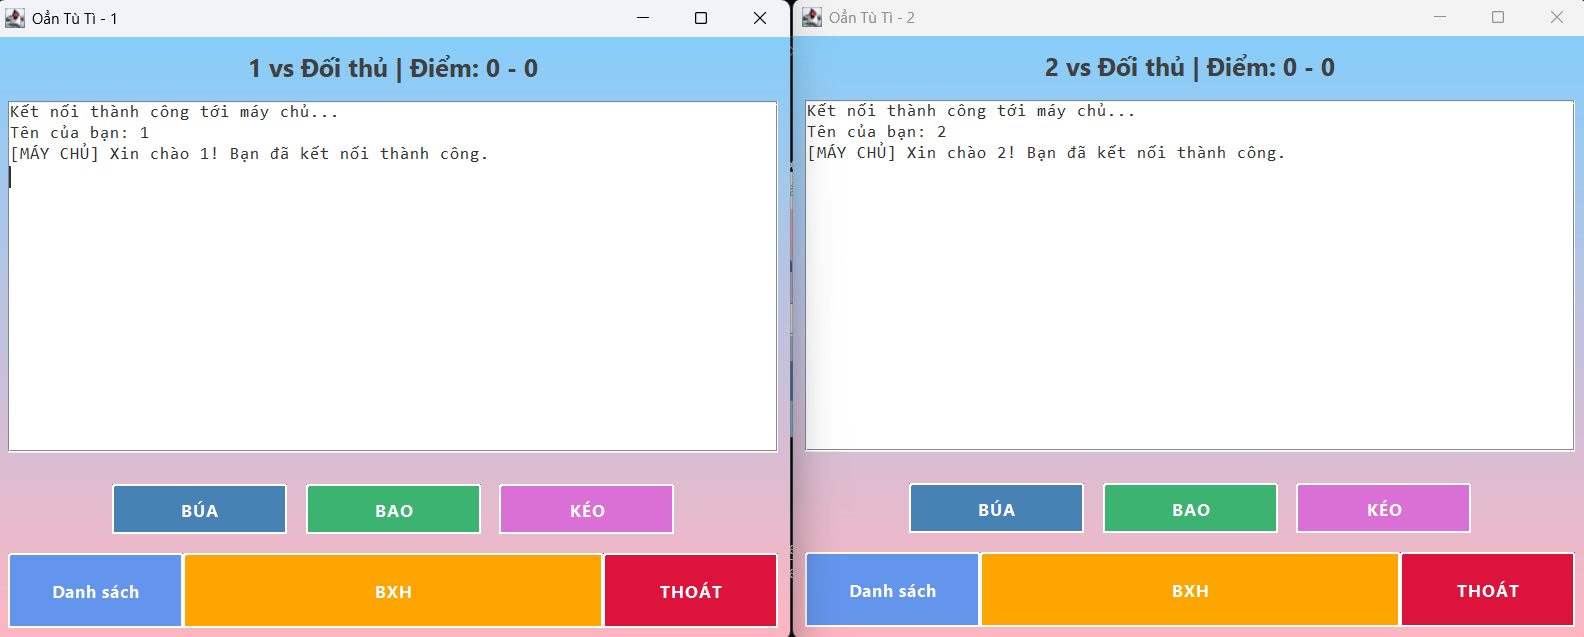 Oẳn Tù Tì - 1
1 vs Đối thủ | Điểm: 0 - 0
Kết nối thành công tới máy chủ...
Tên của bạn: 1
[MÁY CHỦ] Xin chào 1! Bạn đã kết nối thành công.
BÚA
BAO
KÉO
Danh sách
BXH
THOÁT
Oẳn Tù Tì - 2
2 vs Đối thủ | Điểm: 0 - 0
Kết nối thành công tới máy chủ...
Tên của bạn: 2
[MÁY CHỦ] Xin chào 2! Bạn đã kết nối thành công.
BÚA
BAO
KÉO
Danh sách
BXH
THOÁT